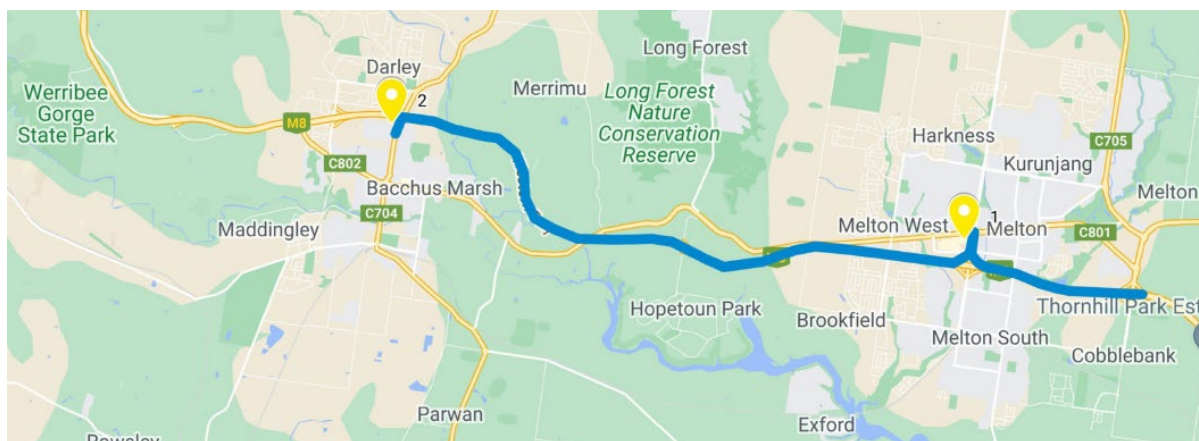 Long Forest
Darley
2
Merrimu
Long Forest
Nature
Conservation
Reserve
Werribee
Gorge
State Park
M8
C802
Harkness
C705
Kurunjang
Bacchus Marsh
Melton
C704
Maddingley
Melton West
1
Melton
C801
Hopetoun Park
Brookfield
Thornhill Park Est
Melton South
Cobblebank
Parwan
Exford